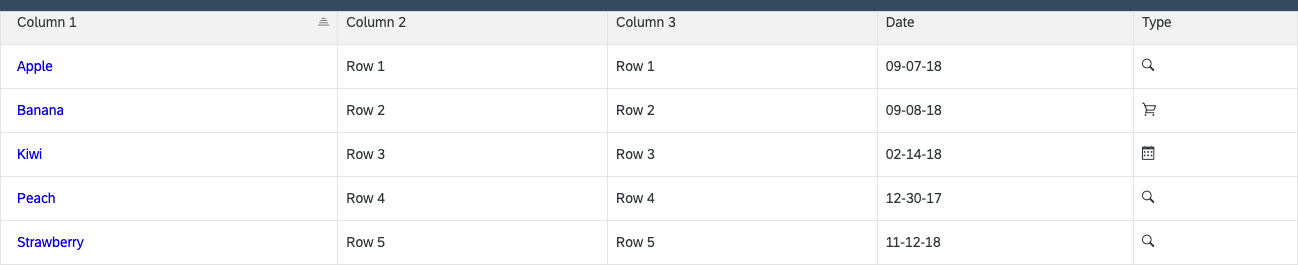 Column 1 Column 2 Column 3 Date Type
Apple Row 1 Row 1 09-07-18
Banana Row 2 Row 2 09-08-18
Kiwi Row 3 Row 3 02-14-18
Peach Row 4 Row 4 12-30-17
Strawberry Row 5 Row 5 11-12-18